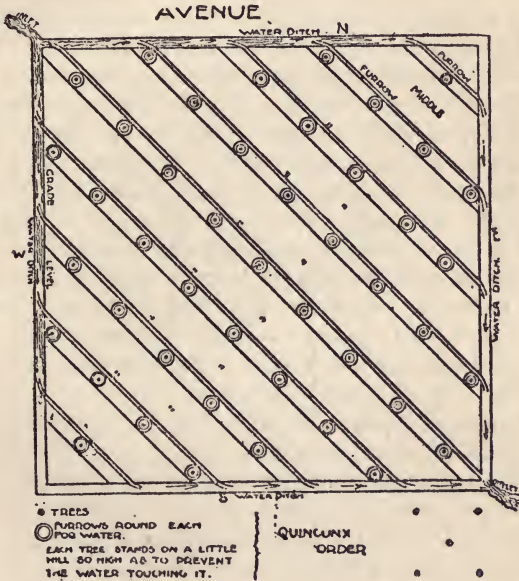 AVENUE
WATER DITCH N
FURROW
FURROW
MIDDLE
GRADE
LEVEL
W
WATER DITCH E
S WATER DITCH
TREES
FURROWS ROUND EACH
FOR WATER.
EACH TREE STANDS ON A LITTLE
HILL SO HIGH AS TO PREVENT
THE WATER TOUCHING IT.
QUINCUNX
ORDER